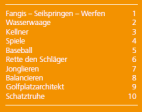 Fangis – Seilspringen – Werfen 1
Wasserwaage 2
Kellner 3
Spiele 4
Baseball 5
Rette den Schläger 6
Jonglieren 7
Balancieren 8
Golfplatzarchitekt 9
Schatztruhe 10